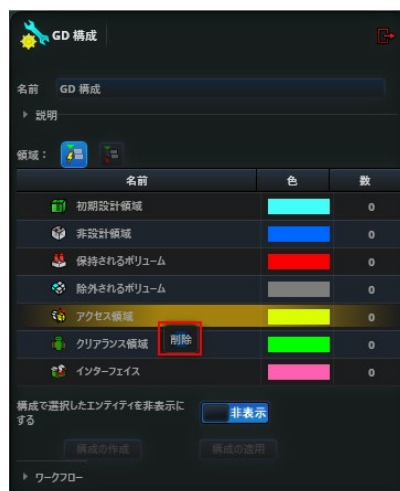 GD 構成
名前 GD 構成
説明
領域：
名前 色 数
初期設計領域 0
非設計領域 0
保持されるボリューム 0
除外されるボリューム 0
アクセス領域 0
クリアランス領域 削除 0
インターフェイス 0
構成で選択したエンティティを非表示に
する 非表示
構成の作成 構成の適用
ワークフロー